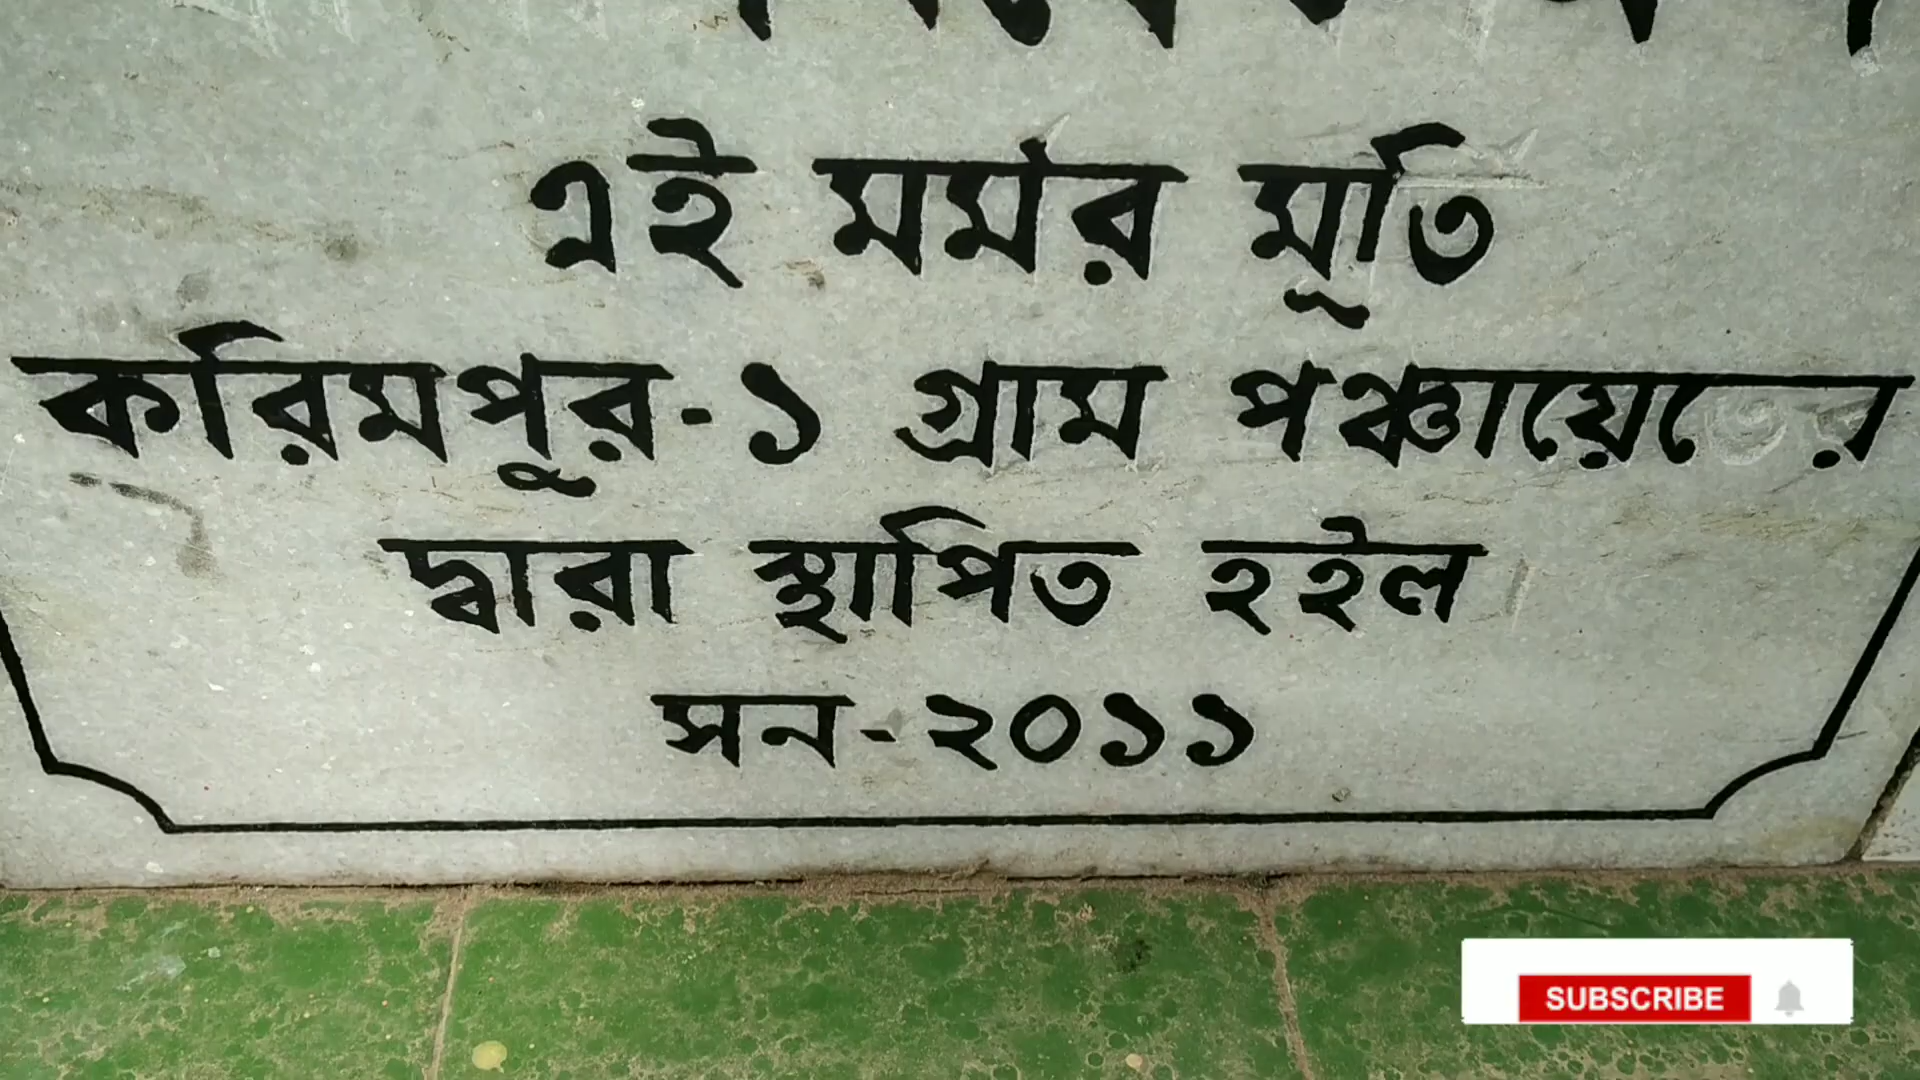 এই মর্মর মূর্তি
করিমপুর-১ গ্রাম পঞ্চায়েতের
দ্বারা স্থাপিত হইল
সন-২০১১
SUBSCRIBE